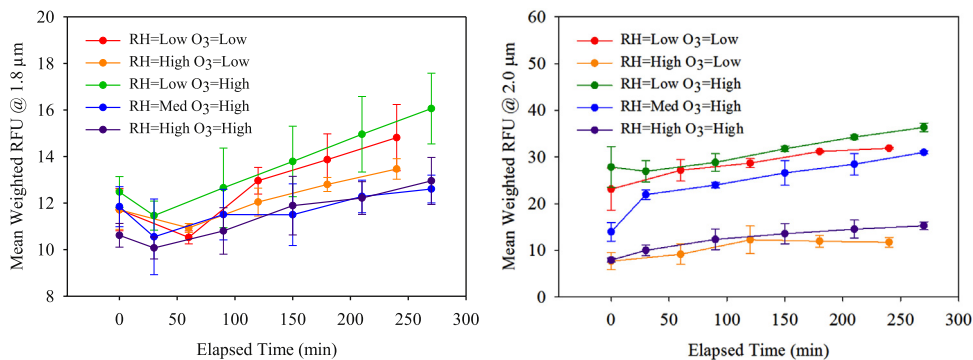 Mean Weighted RFU @ 1.8 µm
20
18
16
14
12
10
8
RH=Low O3=Low
RH=High O3=Low
RH=Low O3=High
RH=Med O3=High
RH=High O3=High
0 50 100 150 200 250 300
Elapsed Time (min)
Mean Weighted RFU @ 2.0 µm
60
50
40
30
20
10
0
RH=Low O3=Low
RH=High O3=Low
RH=Low O3=High
RH=Med O3=High
RH=High O3=High
0 50 100 150 200 250 300
Elapsed Time (min)